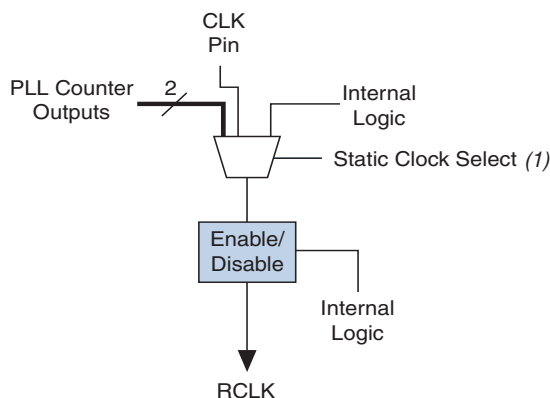 CLK
Pin
PLL Counter
Outputs
2
Internal
Logic
Static Clock Select (1)
Enable/
Disable
Internal
Logic
RCLK